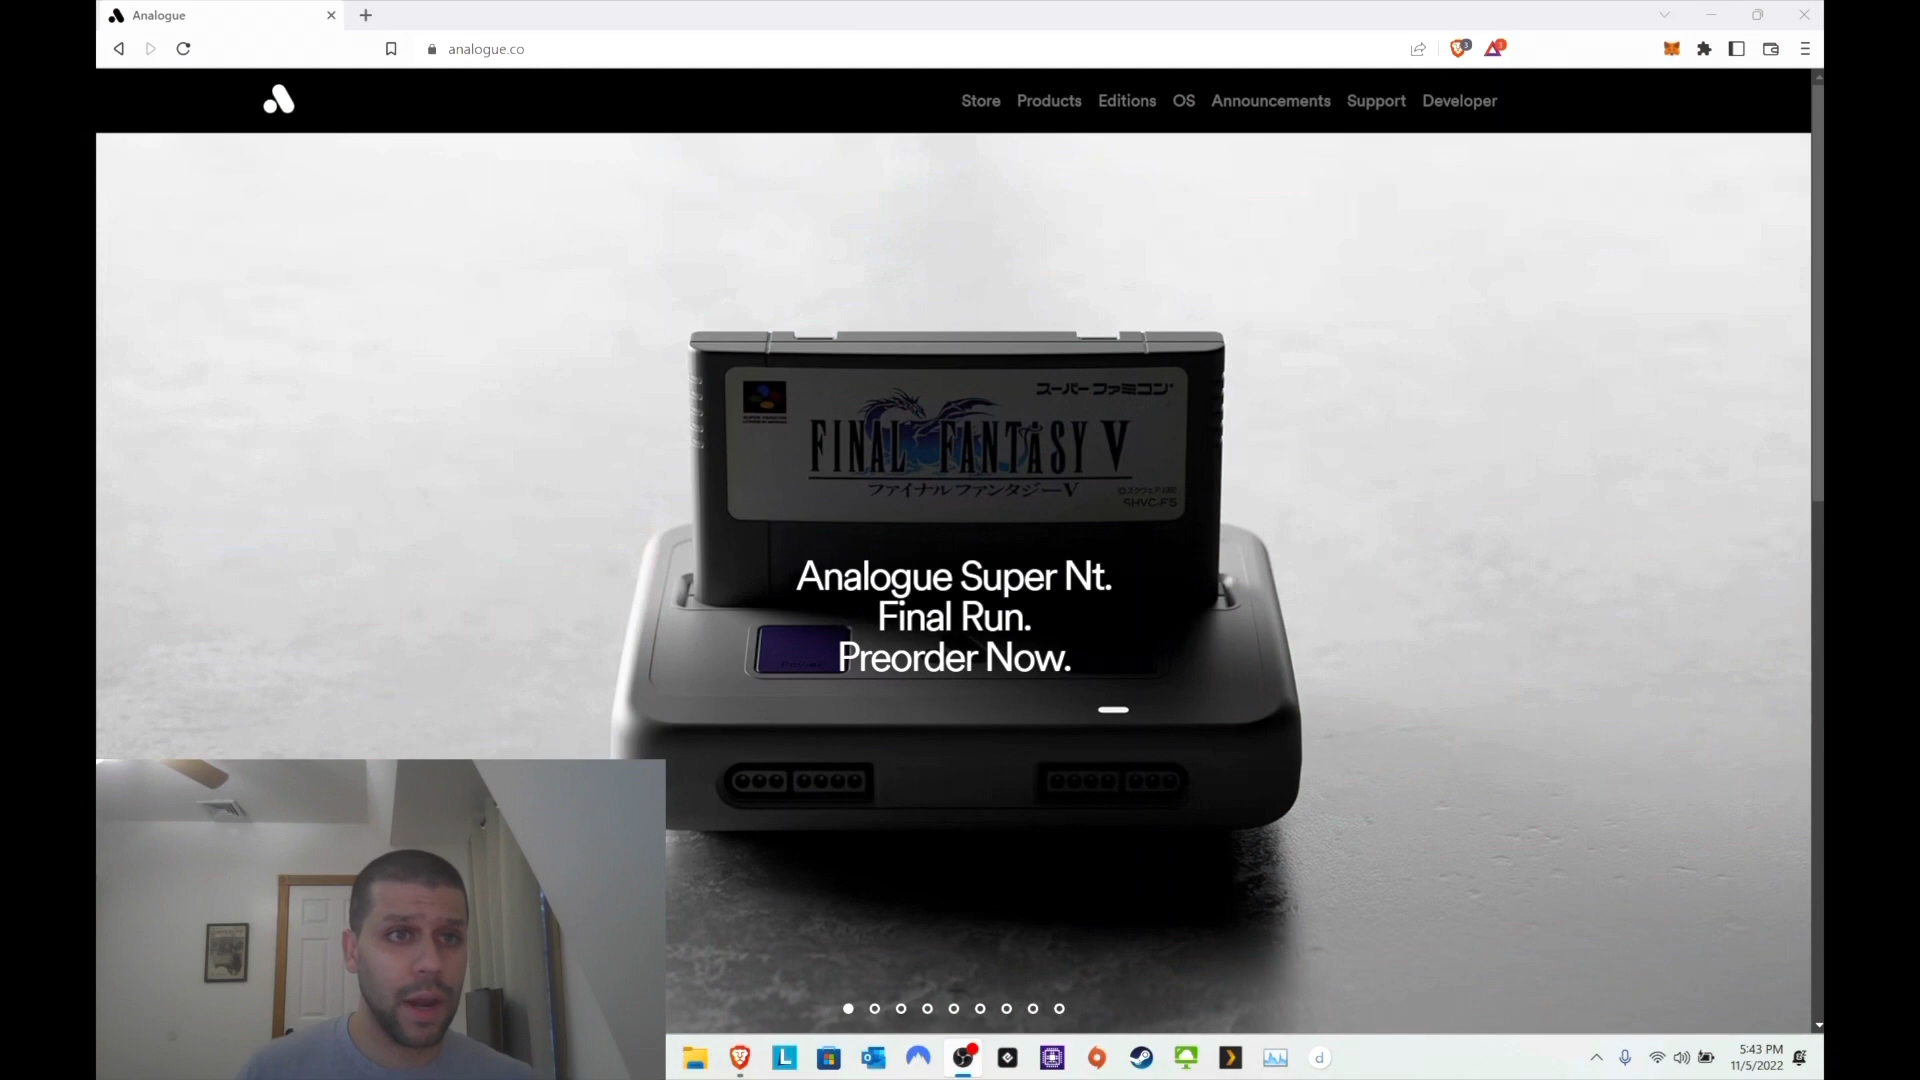 Analogue
analogue.co
Store Products Editions OS Announcements Support Developer
スーパーファミコン
FINAL FANTASY V
ファイナルファンタジーV
SHVC-F5
Analogue Super Nt.
Final Run.
Preorder Now.
5:43 PM
11/5/2022